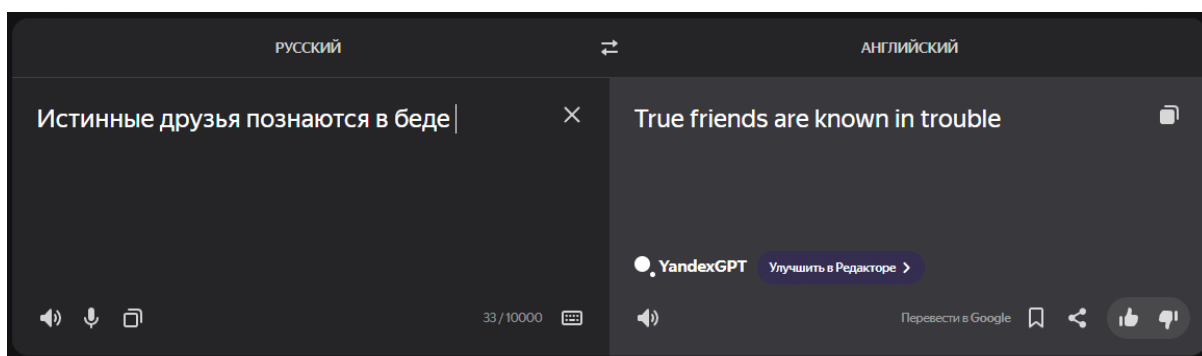 РУССКИЙ
АНГЛИЙСКИЙ
Истинные друзья познаются в беде
True friends are known in trouble
YandexGPT Улучшить в Редакторе
33 / 10000
Перевести в Google